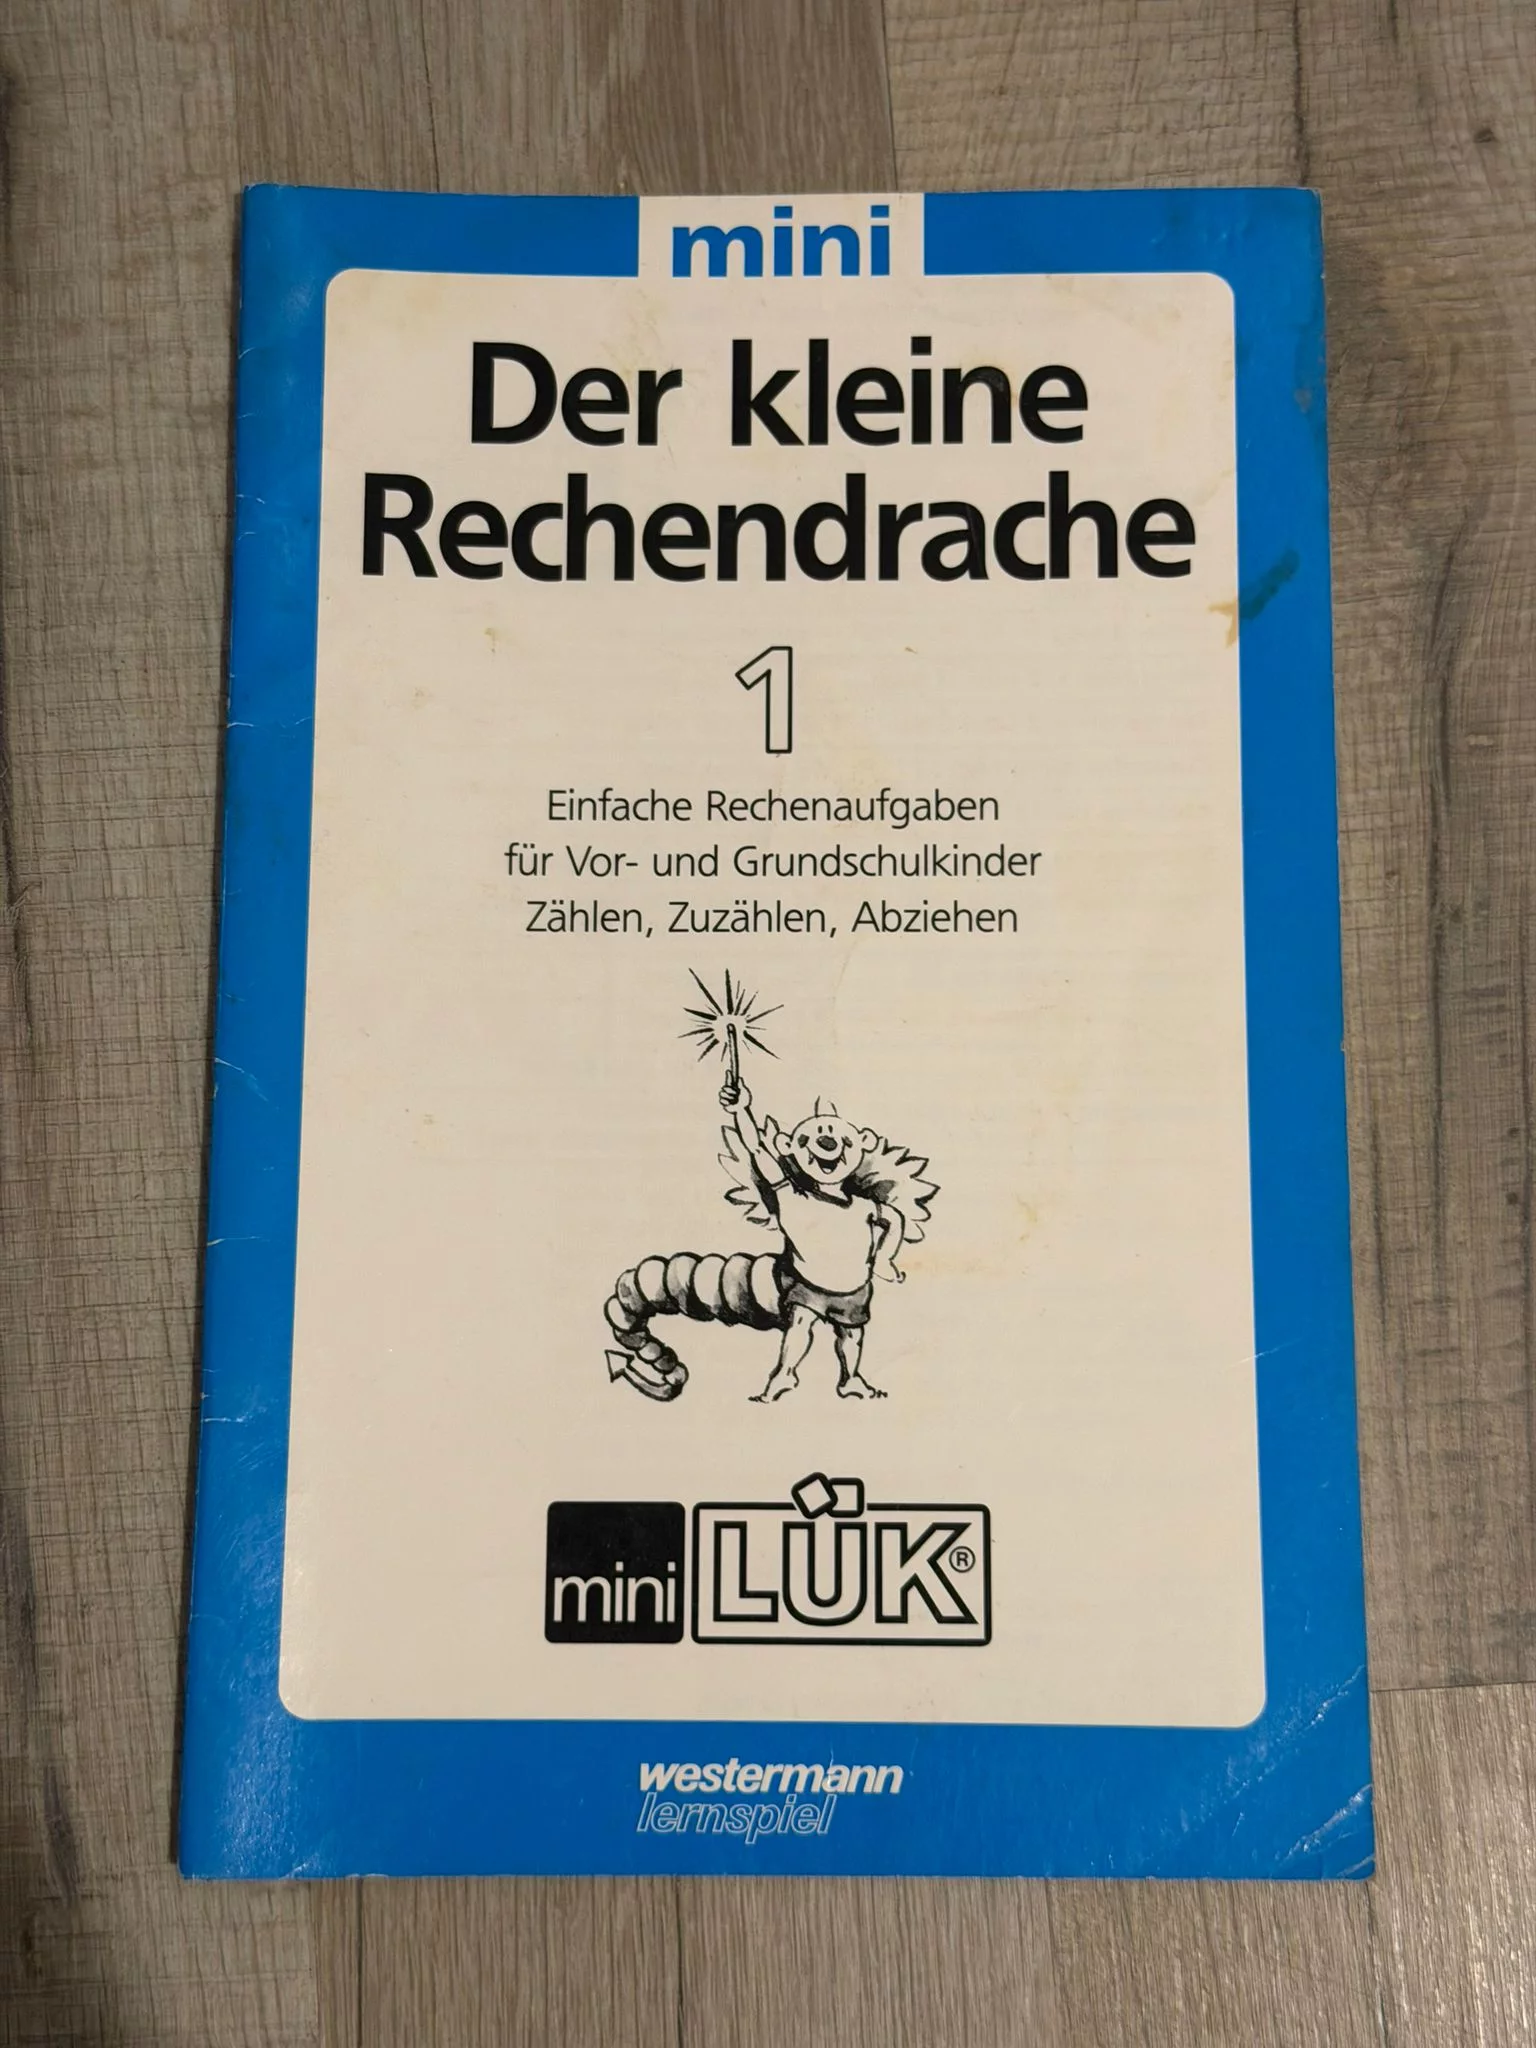 mini
Der kleine
Rechendrache
1
Einfache Rechenaufgaben
für Vor- und Grundschulkinder
Zählen, Zuzählen, Abziehen
mini LÜK®
westermann
lernspiel